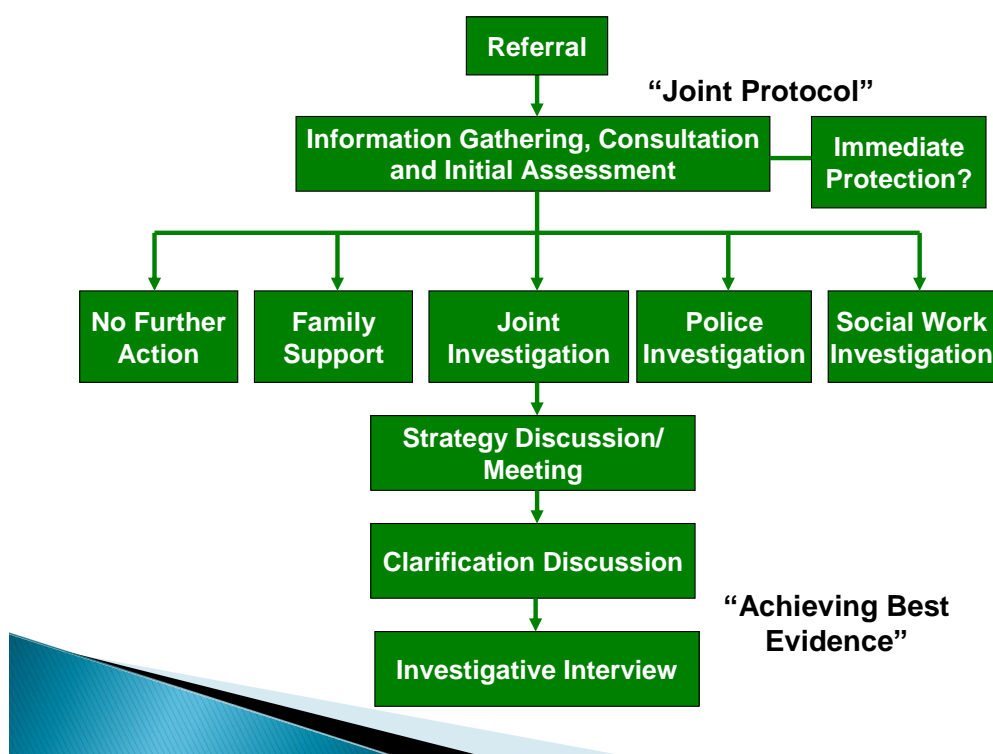 Referral
“Joint Protocol”
Information Gathering, Consultation
and Initial Assessment
Immediate
Protection?
No Further
Action
Family
Support
Joint
Investigation
Police
Investigation
Social Work
Investigation
Strategy Discussion/
Meeting
Clarification Discussion
“Achieving Best
Evidence”
Investigative Interview